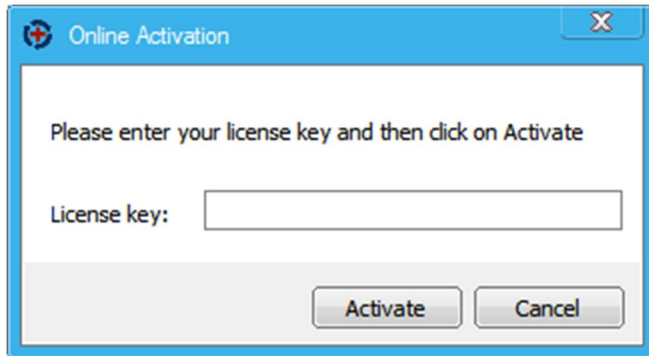 Online Activation
Please enter your license key and then click on Activate
License key:
Activate Cancel